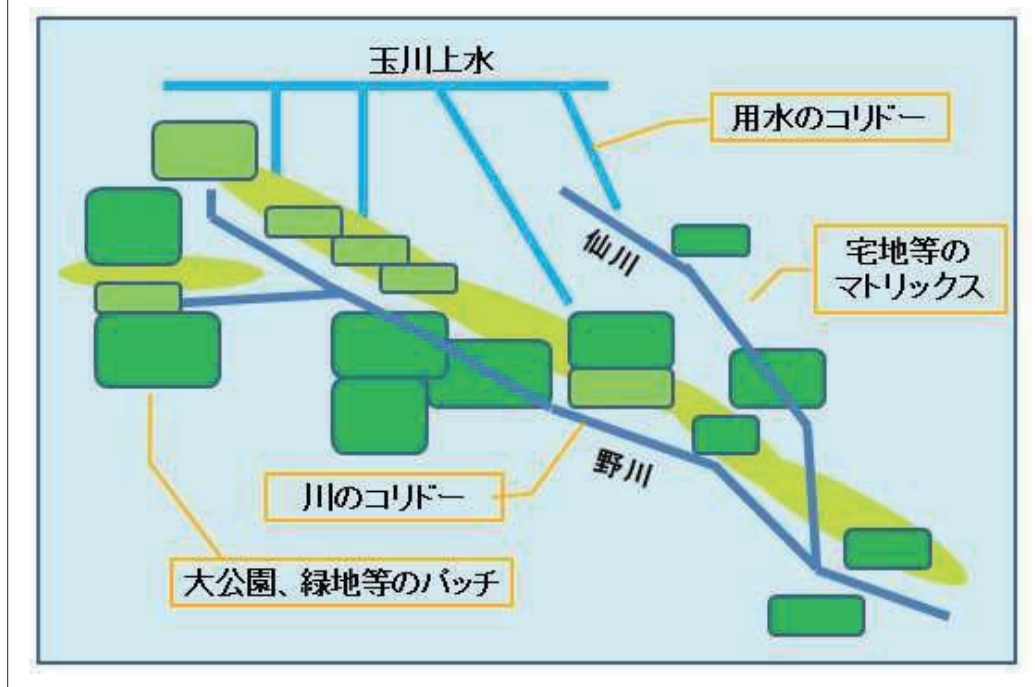 玉川上水
用水のコリドー
仙川
宅地等の
マトリックス
野川
川のコリドー
大公園、緑地等のパッチ